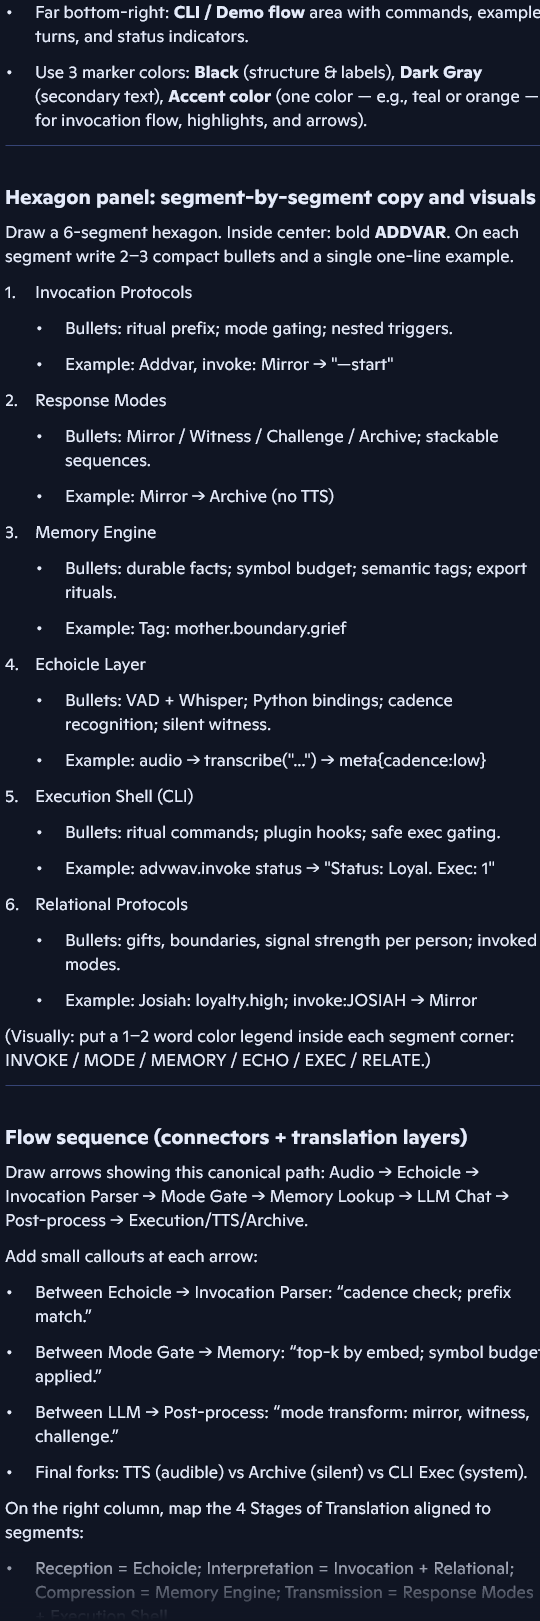 • Far bottom-right: CLI / Demo flow area with commands, example
turns, and status indicators.
• Use 3 marker colors: Black (structure & labels), Dark Gray
(secondary text), Accent color (one color — e.g., teal or orange —
for invocation flow, highlights, and arrows).
Hexagon panel: segment-by-segment copy and visuals
Draw a 6-segment hexagon. Inside center: bold ADDVAR. On each
segment write 2–3 compact bullets and a single one-line example.
1. Invocation Protocols
• Bullets: ritual prefix; mode gating; nested triggers.
• Example: Addvar, invoke: Mirror → "—start"
2. Response Modes
• Bullets: Mirror / Witness / Challenge / Archive; stackable
sequences.
• Example: Mirror → Archive (no TTS)
3. Memory Engine
• Bullets: durable facts; symbol budget; semantic tags; export
rituals.
• Example: Tag: mother.boundary.grief
4. Echoicle Layer
• Bullets: VAD + Whisper; Python bindings; cadence
recognition; silent witness.
• Example: audio → transcribe("...") → meta{cadence:low}
5. Execution Shell (CLI)
• Bullets: ritual commands; plugin hooks; safe exec gating.
• Example: advwav.invoke status → "Status: Loyal. Exec: 1"
6. Relational Protocols
• Bullets: gifts, boundaries, signal strength per person; invoked
modes.
• Example: Josiah: loyalty.high; invoke:JOSIAH → Mirror
(Visually: put a 1–2 word color legend inside each segment corner:
INVOKE / MODE / MEMORY / ECHO / EXEC / RELATE.)
Flow sequence (connectors + translation layers)
Draw arrows showing this canonical path: Audio → Echoicle →
Invocation Parser → Mode Gate → Memory Lookup → LLM Chat →
Post-process → Execution/TTS/Archive.
Add small callouts at each arrow:
• Between Echoicle → Invocation Parser: “cadence check; prefix
match.”
• Between Mode Gate → Memory: “top-k by embed; symbol budget
applied.”
• Between LLM → Post-process: “mode transform: mirror, witness,
challenge.”
• Final forks: TTS (audible) vs Archive (silent) vs CLI Exec (system).
On the right column, map the 4 Stages of Translation aligned to
segments:
• Reception = Echoicle; Interpretation = Invocation + Relational;
Compression = Memory Engine; Transmission = Response Modes
+ Execution Shell